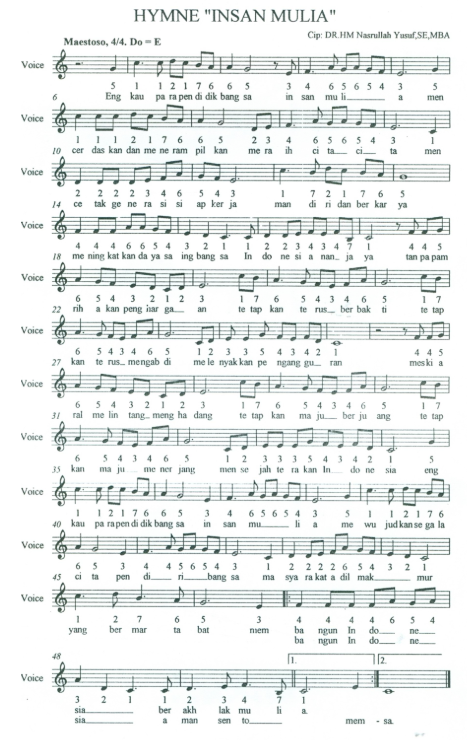 HYMNE "INSAN MULIA"
Cip: DR.HM Nasrullah Yusuf,SE,MBA
Maestoso, 4/4. Do = E
Voice
5 1 1 2 1 7 6 6 5 3 4 6 5 6 5 4 3 4
6 Eng kau pa ra pen di dik bang sa in san mu li a men
Voice
1 1 1 1 2 1 7 6 6 5 2 3 4 6 5 6 5 4 3 1
10 cer das kan dan me ne ram pil kan me ra ih ci ta ci ta men
Voice
2 2 2 2 3 4 6 5 4 3 1 7 2 1 7 6 5
14 ce tak ge ne ra si si ap ker ja man di ri dan ber kar ya
Voice
4 4 4 6 6 5 4 3 2 1 1 2 2 3 4 3 4 7 1 4 4 5
18 me ning kat kan da ya sa ing bang sa In do ne si a nan ja ya tan pa pam
Voice
6 5 4 3 2 1 2 3 1 7 6 5 4 3 4 6 5 1 7
22 rih a kan peng har ga an te tap kan te rus ber bak ti te tap
Voice
6 5 4 3 4 6 5 1 2 3 4 3 5 4 3 4 2 1 4 4 5
27 kan te rus mengab di me le nyak kan pe ngang gu ran meski a
Voice
6 5 4 3 2 1 2 3 1 7 6 5 4 3 4 6 5 1 7
31 ral me lin tang meng ha dang te tap kan ma ju ber ju ang te tap
Voice
6 5 4 3 4 6 5 1 2 3 3 3 5 4 3 4 2 1 5
35 kan ma ju me ner jang men se jah te ra kan In do ne sia eng
Voice
1 1 1 2 1 7 6 6 5 3 4 6 5 6 5 4 3 5 1 1 2 1 7 6
40 kau pa ra pen di dik bang sa in san mu li a me wu jud kan se ga la
Voice
45 ci ta pen di ri bang sa ma sya ra kat a dil mak mur
Voice
1 2 7 6 5 3 4 4 4 4 6 5 4
yang ber mar ta bat mem ba ngun In do ne
ba ngun In do ne
48
Voice
1.
2.
3 2 1 1 2 4 3 7 1
sia ber akh lak mu li a.
sia a man sen to mem - sa.